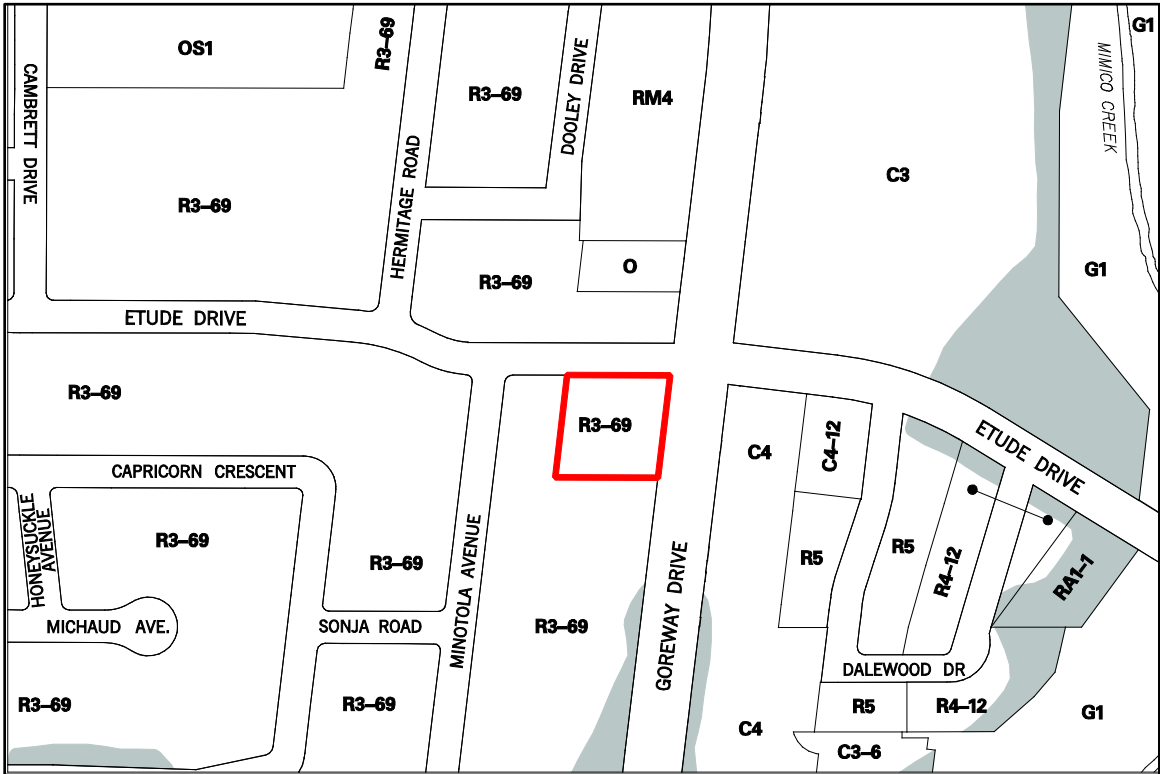 OS1
R3–69
R3–69
DOOLEY DRIVE
RM4
G1
MIMICO CREEK
CAMBRETT DRIVE
C3
R3–69
HERMITAGE ROAD
R3–69
O
G1
ETUDE DRIVE
R3–69
R3–69
C4
C4–12
ETUDE DRIVE
CAPRICORN CRESCENT
HONEYSUCKLE
AVENUE
R3–69
R3–69
MINOTOLA AVENUE
GOREWAY DRIVE
R5
R5
R4–12
RA1–1
MICHAUD AVE.
SONJA ROAD
R3–69
DALEWOOD DR
R3–69
R3–69
C4
R5
R4–12
G1
C3–6